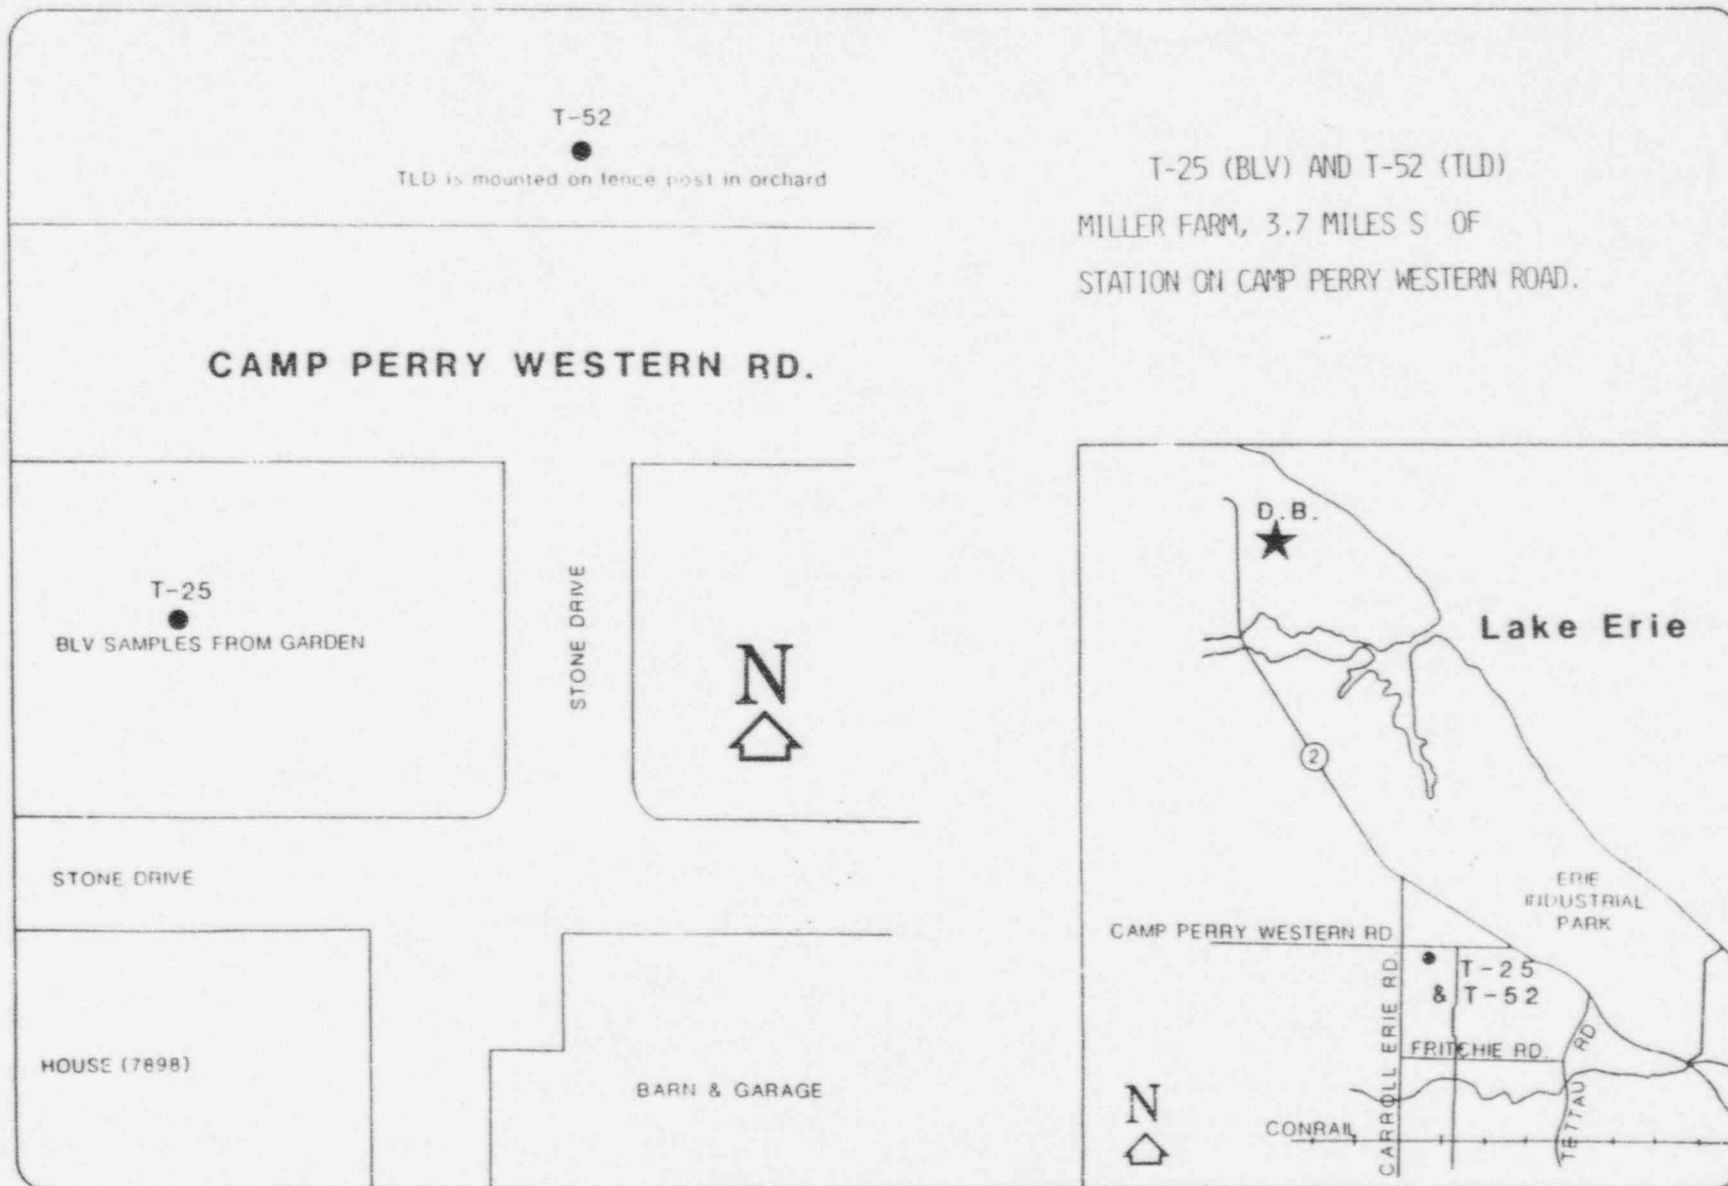 T-52
TLD is mounted on fence post in orchard
T-25 (BLV) AND T-52 (TLD)
MILLER FARM, 3.7 MILES S OF
STATION ON CAMP PERRY WESTERN ROAD.
CAMP PERRY WESTERN RD.
T-25
BLV SAMPLES FROM GARDEN
STONE DRIVE
N
STONE DRIVE
HOUSE (7898)
BARN & GARAGE
D.B.
Lake Erie
2
ERIE
INDUSTRIAL
PARK
CAMP PERRY WESTERN RD
T-25
& T-52
CARROLL ERIE RD.
FRITCHIE RD.
TETTAU RD
N
CONRAIL